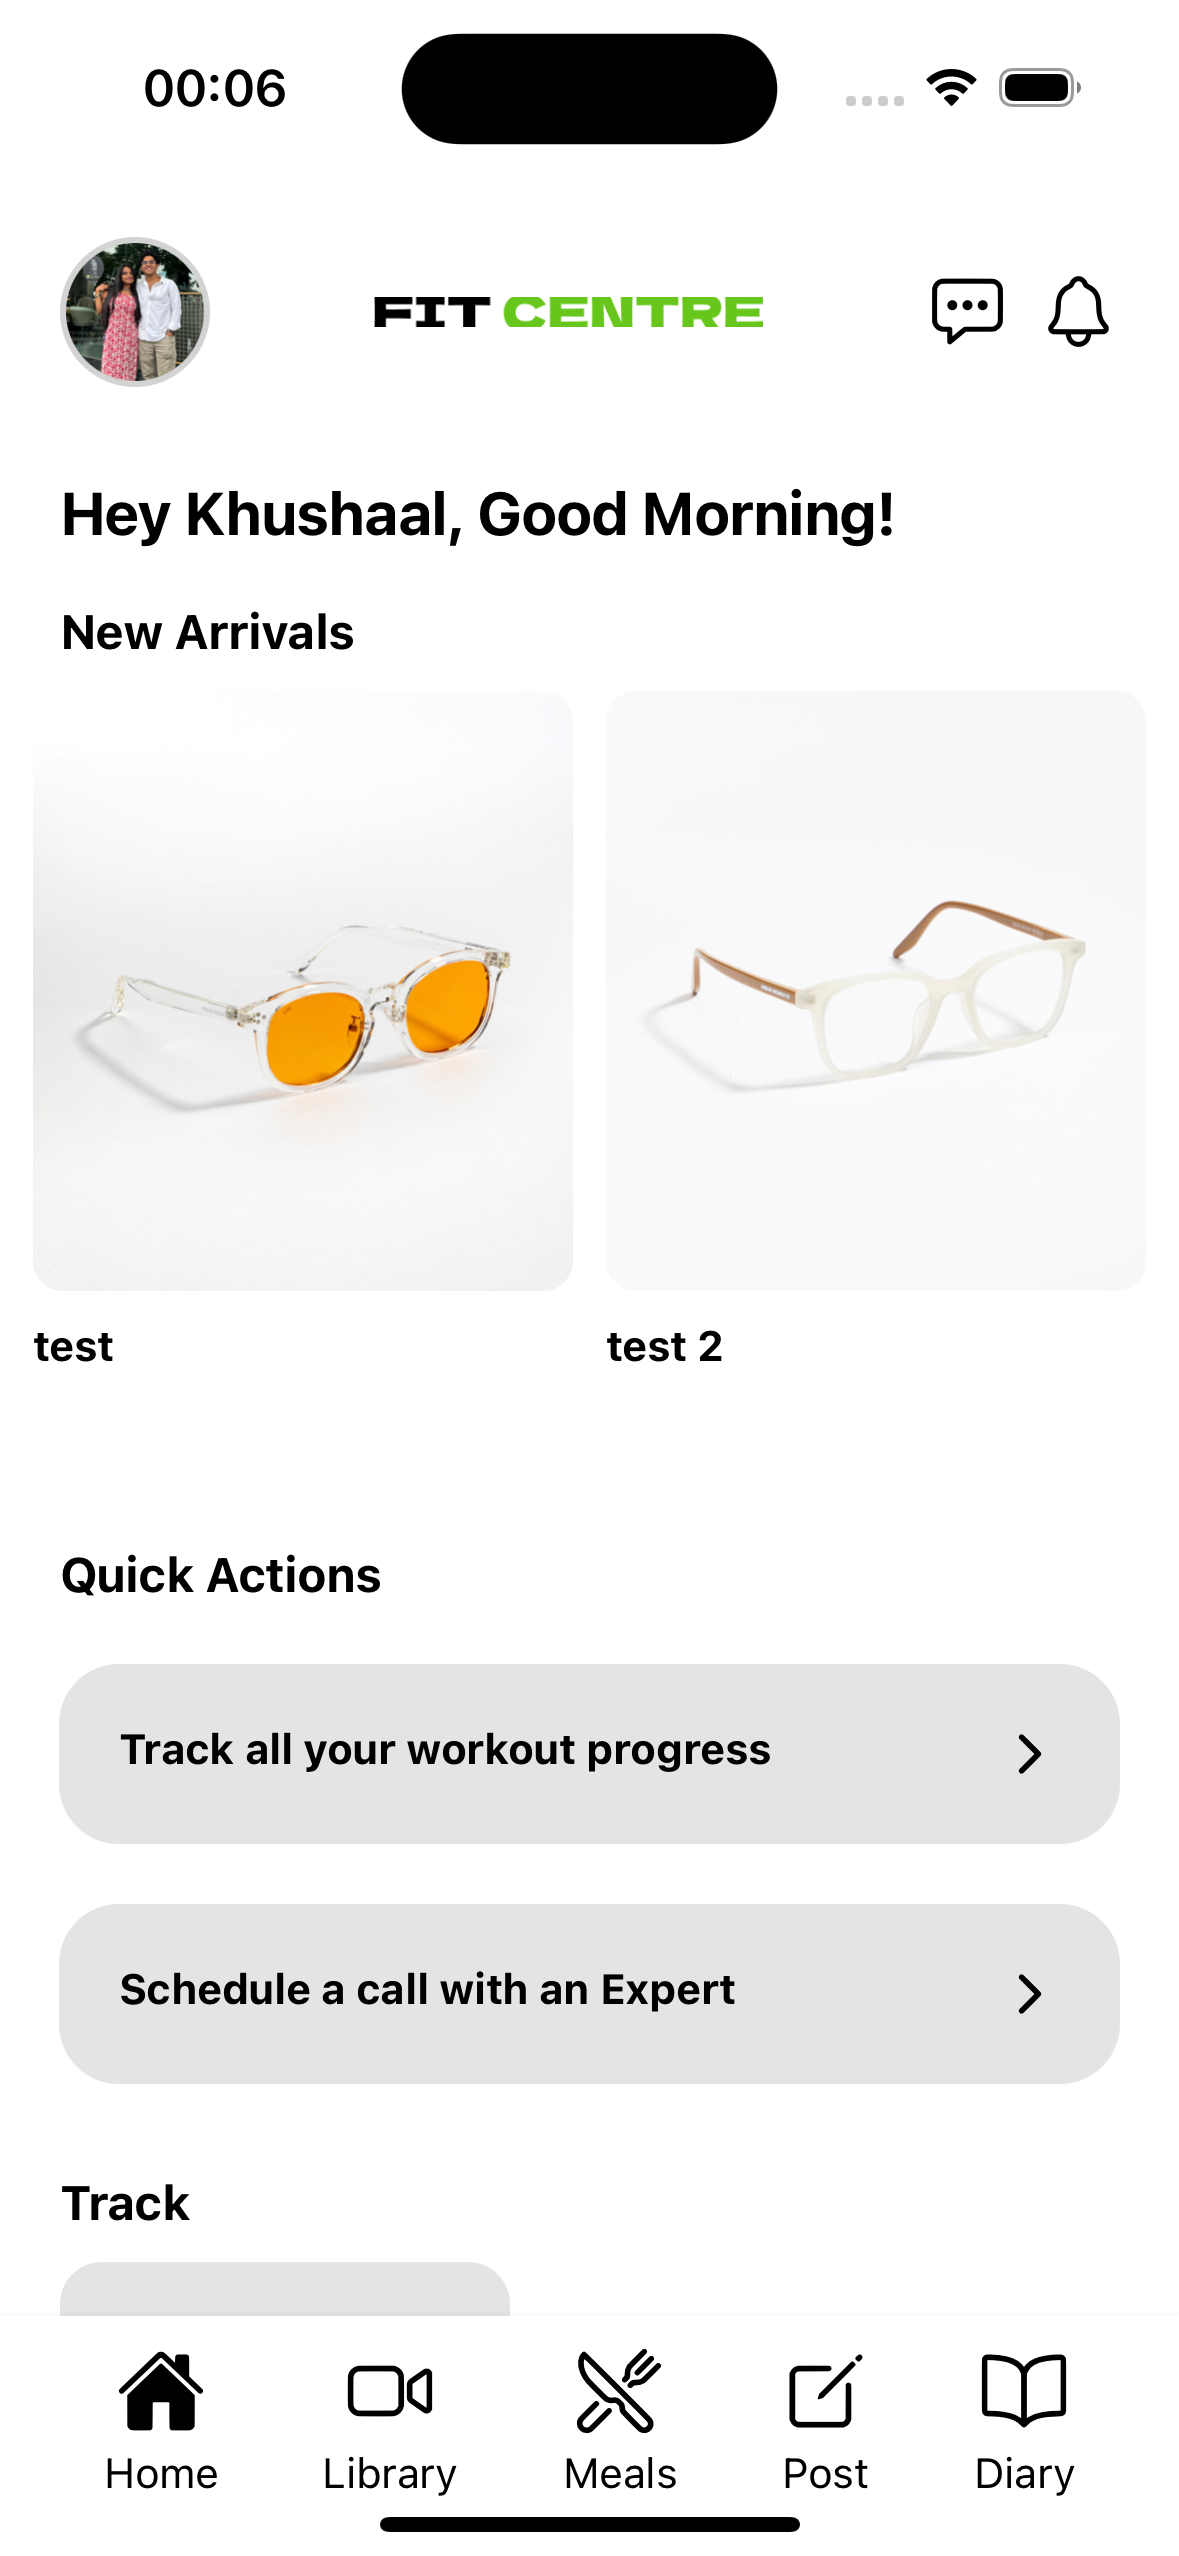 00:06
FIT CENTRE
Hey Khushaal, Good Morning!
New Arrivals
test
test 2
Quick Actions
Track all your workout progress
Schedule a call with an Expert
Track
Home
Library
Meals
Post
Diary